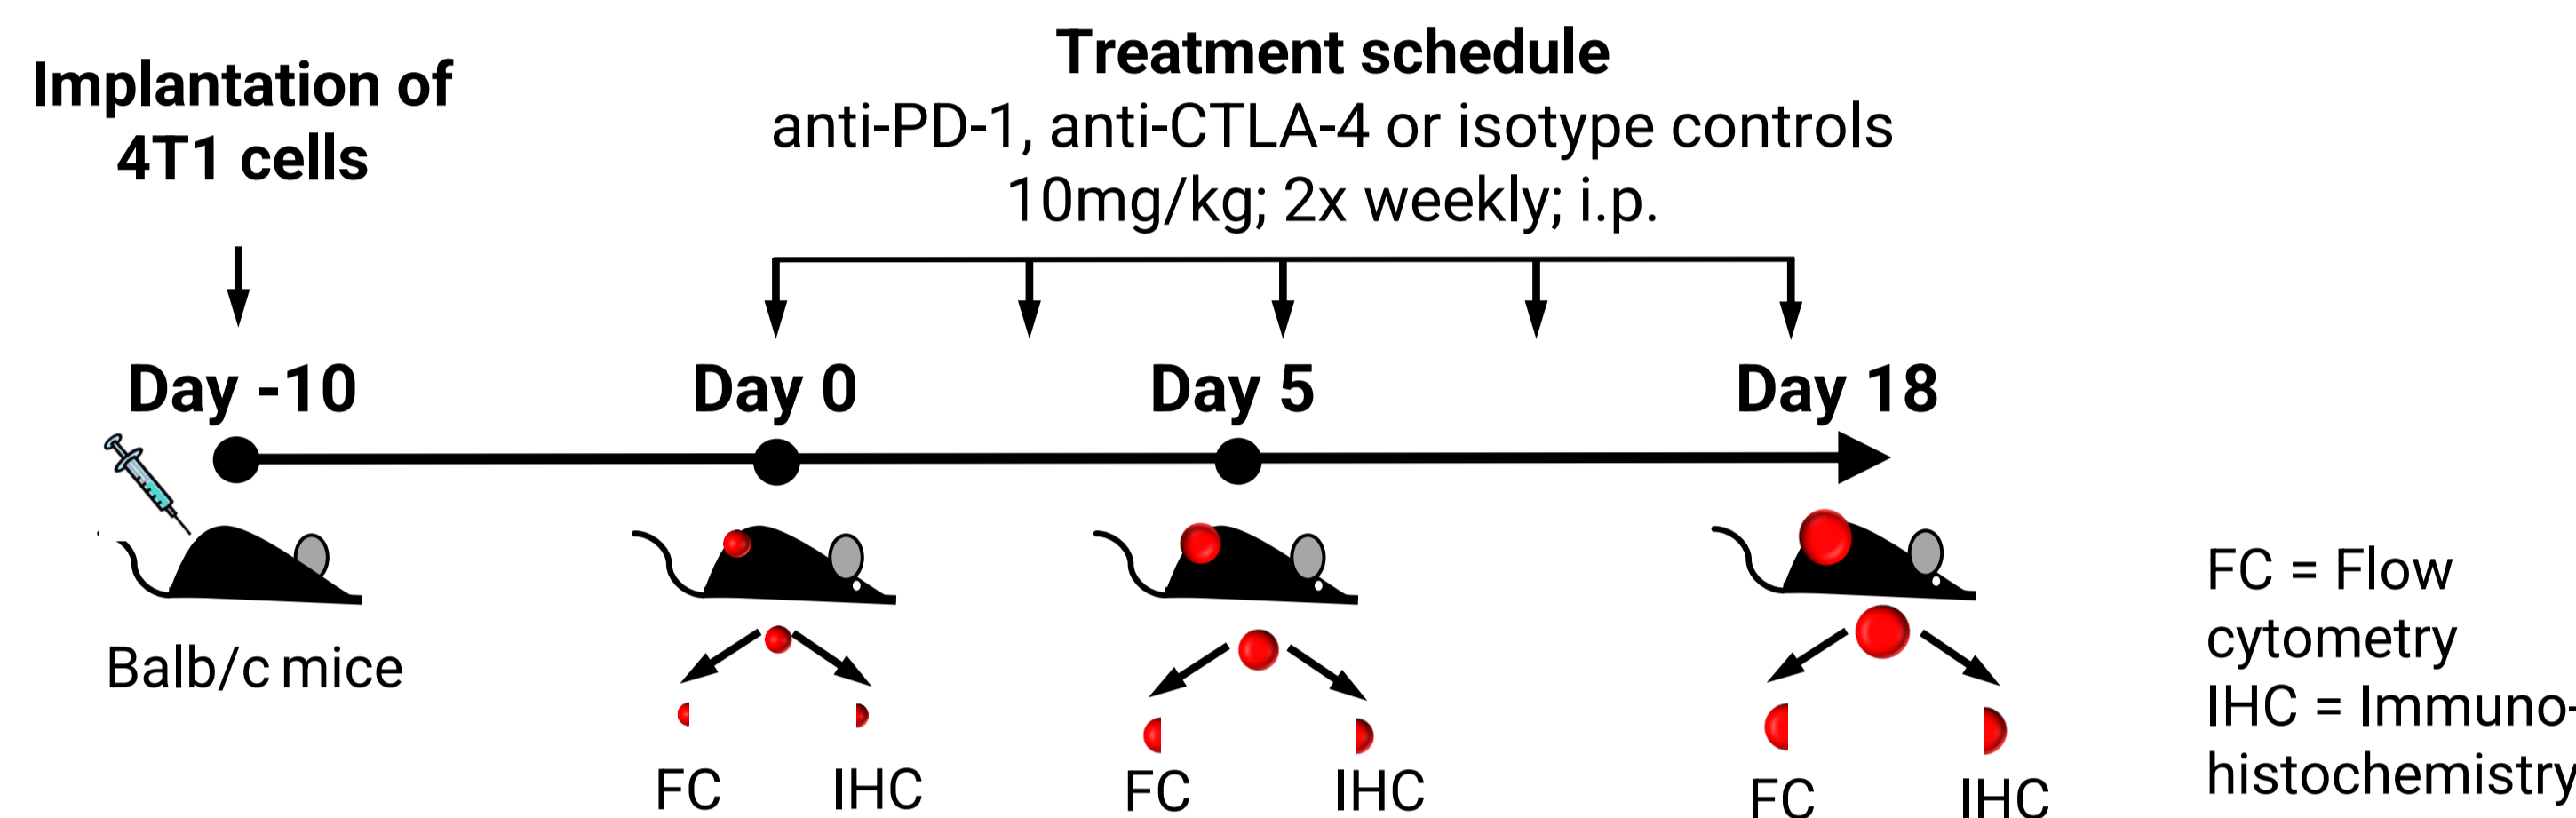 Implantation of
4T1 cells
Treatment schedule
anti-PD-1, anti-CTLA-4 or isotype controls
10mg/kg; 2x weekly; i.p.
Day -10
Day 0
Day 5
Day 18
Balb/c mice
FC
IHC
FC
IHC
FC
IHC
FC = Flow
cytometry
IHC = Immuno-
histochemistry